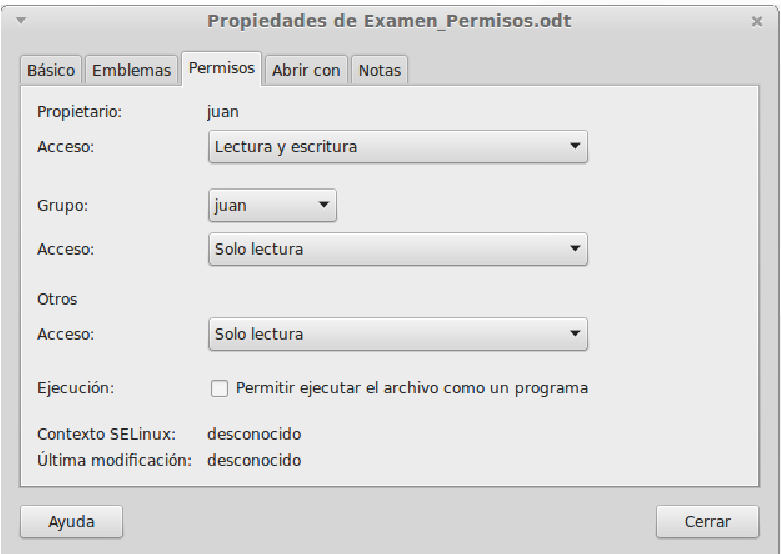 Propiedades de Examen_Permisos.odt
Básico Emblemas Permisos Abrir con Notas
Propietario: juan
Acceso: Lectura y escritura
Grupo: juan
Acceso: Solo lectura
Otros
Acceso: Solo lectura
Ejecución: Permitir ejecutar el archivo como un programa
Contexto SELinux: desconocido
Última modificación: desconocido
Ayuda Cerrar